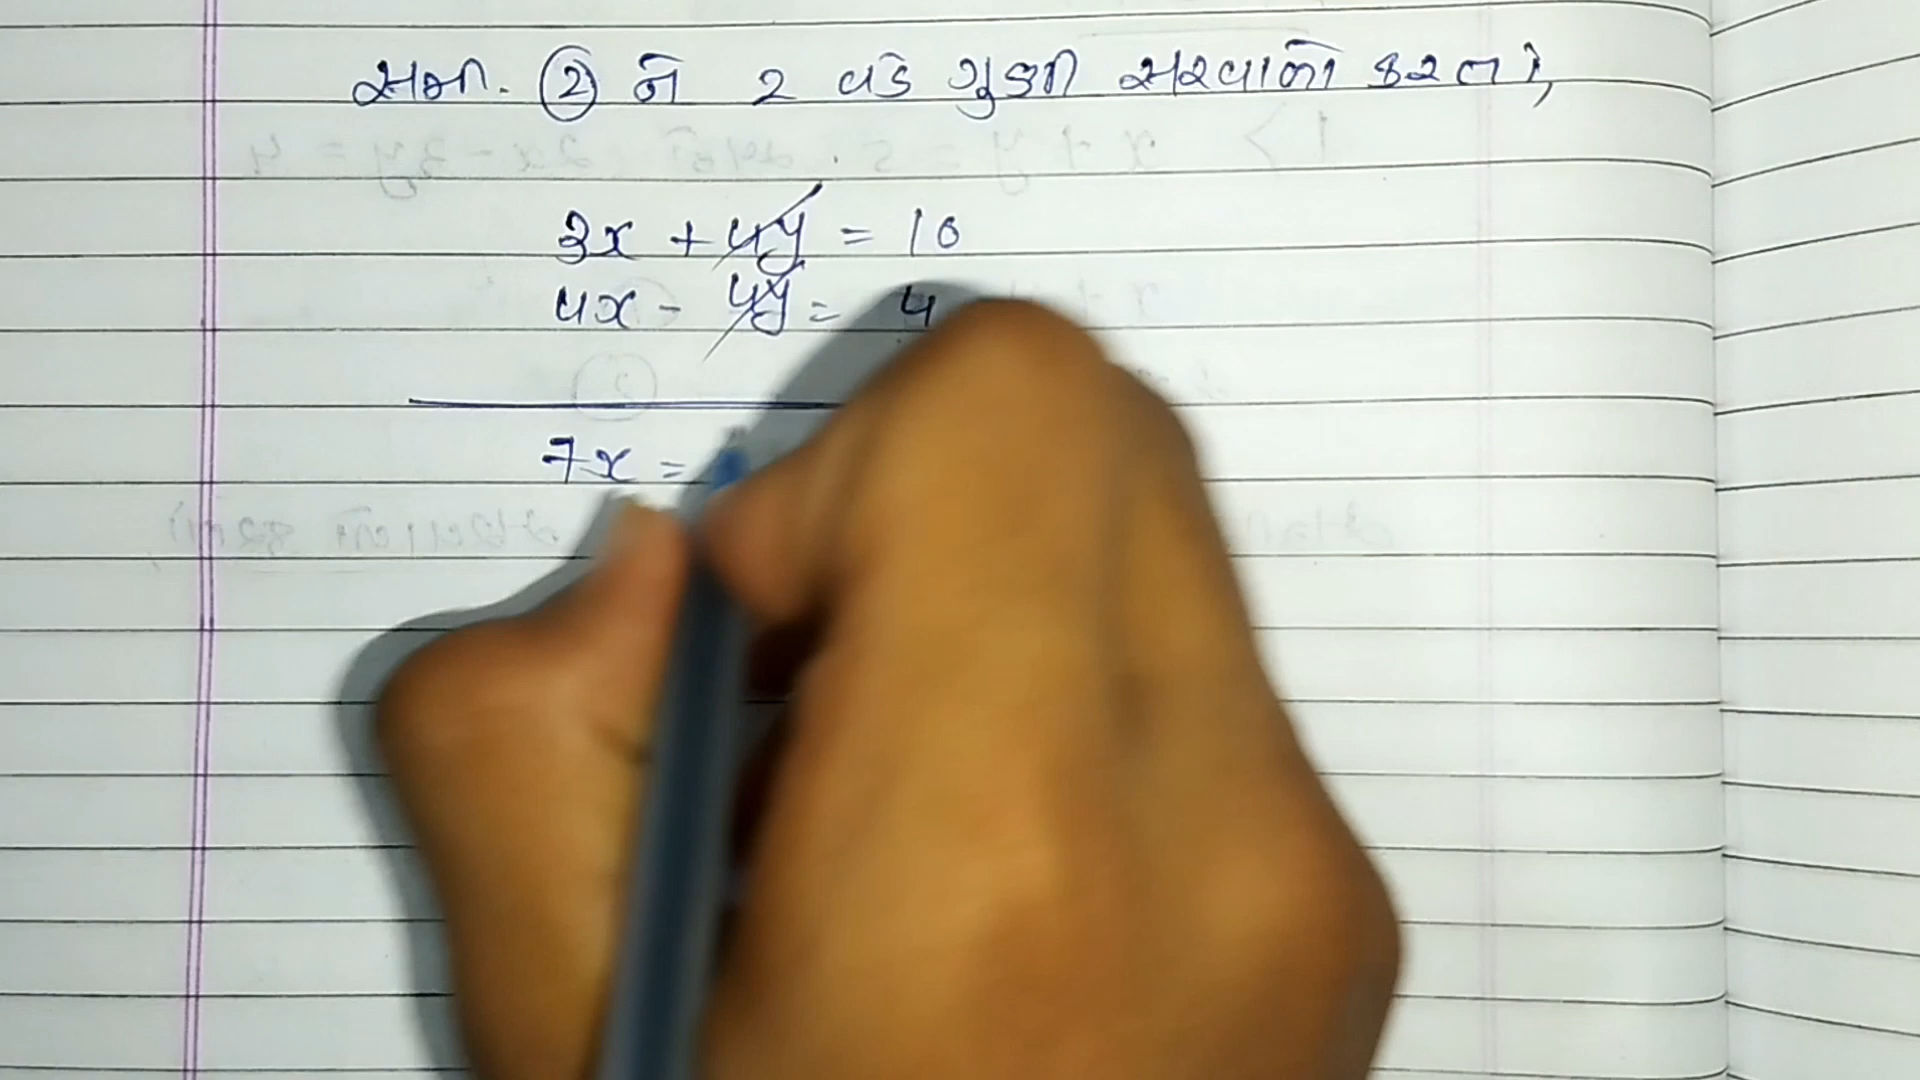 સમી. ② ને 2 વડે ગુણી સરવાળો કરતાં,
3x + 4y = 10
4x - 4y = 4
7x =